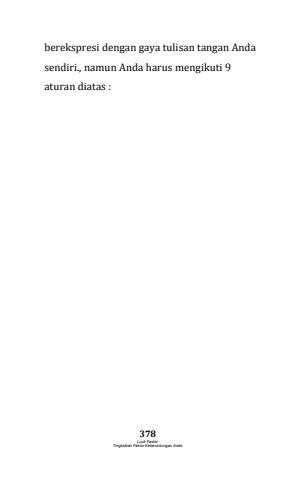 berekspresi dengan gaya tulisan tangan Anda
sendiri., namun Anda harus mengikuti 9
aturan diatas :
378
Luck Factor
Tingkatkan Faktor Keberuntungan Anda